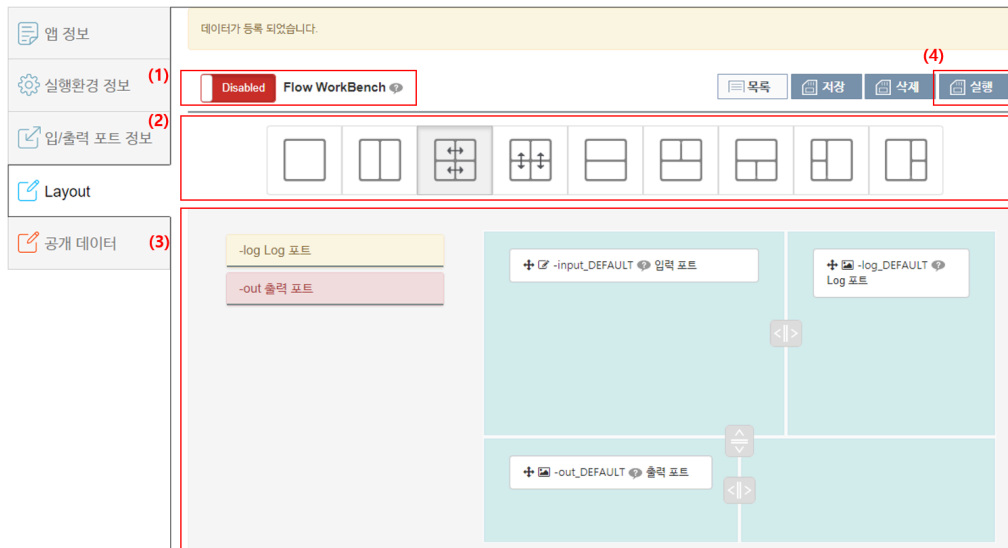 앱 정보
실행환경 정보
입/출력 포트 정보
Layout
공개 데이터
데이터가 등록 되었습니다.
(1)
Disabled Flow WorkBench
목록 저장 삭제 실행
(4)
(2)
(3)
-log Log 포트
-out 출력 포트
-input_DEFAULT 입력 포트
-log_DEFAULT
Log 포트
-out_DEFAULT 출력 포트